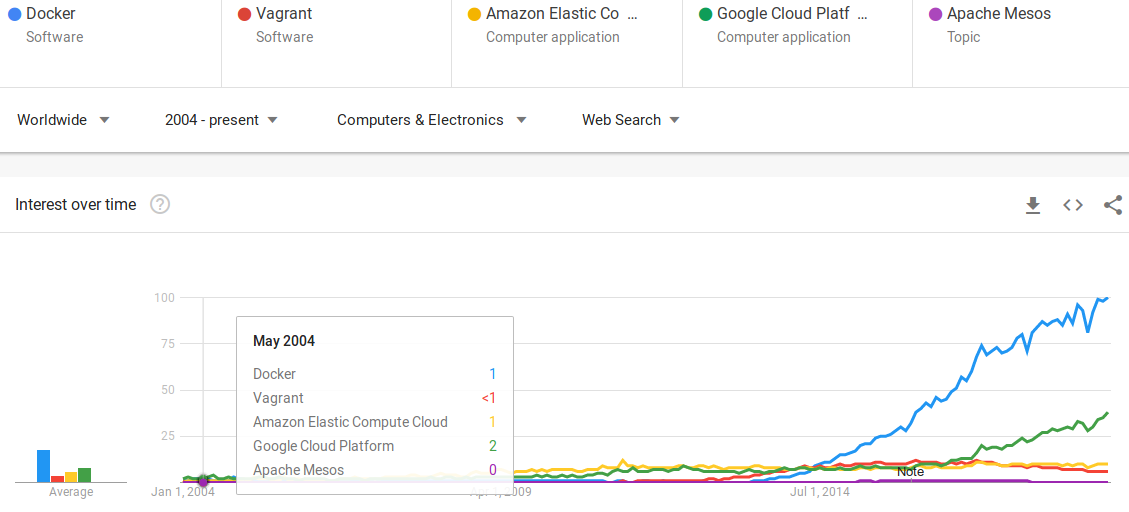 Docker
Software
Vagrant
Software
Amazon Elastic Co ...
Computer application
Google Cloud Platf ...
Computer application
Apache Mesos
Topic
Worldwide
2004 - present
Computers & Electronics
Web Search
Interest over time
?
100
75
50
25
May 2004
Docker 1
Vagrant <1
Amazon Elastic Compute Cloud 1
Google Cloud Platform 2
Apache Mesos 0
Note
Average
Jan 1, 2004
Apr 1, 2009
Jul 1, 2014